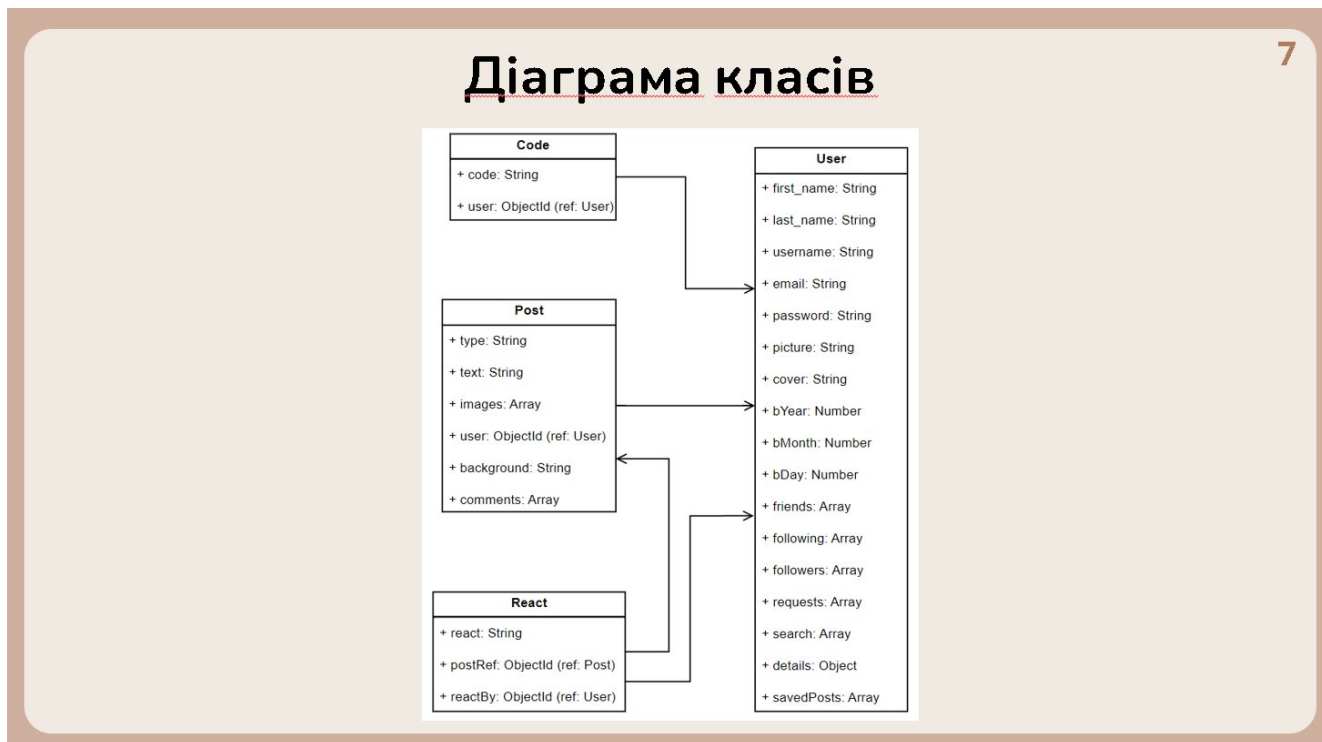 7
Діаграма класів
Code
+ code: String
+ user: ObjectId (ref: User)
Post
+ type: String
+ text: String
+ images: Array
+ user: ObjectId (ref: User)
+ background: String
+ comments: Array
React
+ react: String
+ postRef: ObjectId (ref: Post)
+ reactBy: ObjectId (ref: User)
User
+ first_name: String
+ last_name: String
+ username: String
+ email: String
+ password: String
+ picture: String
+ cover: String
+ bYear: Number
+ bMonth: Number
+ bDay: Number
+ friends: Array
+ following: Array
+ followers: Array
+ requests: Array
+ search: Array
+ details: Object
+ savedPosts: Array